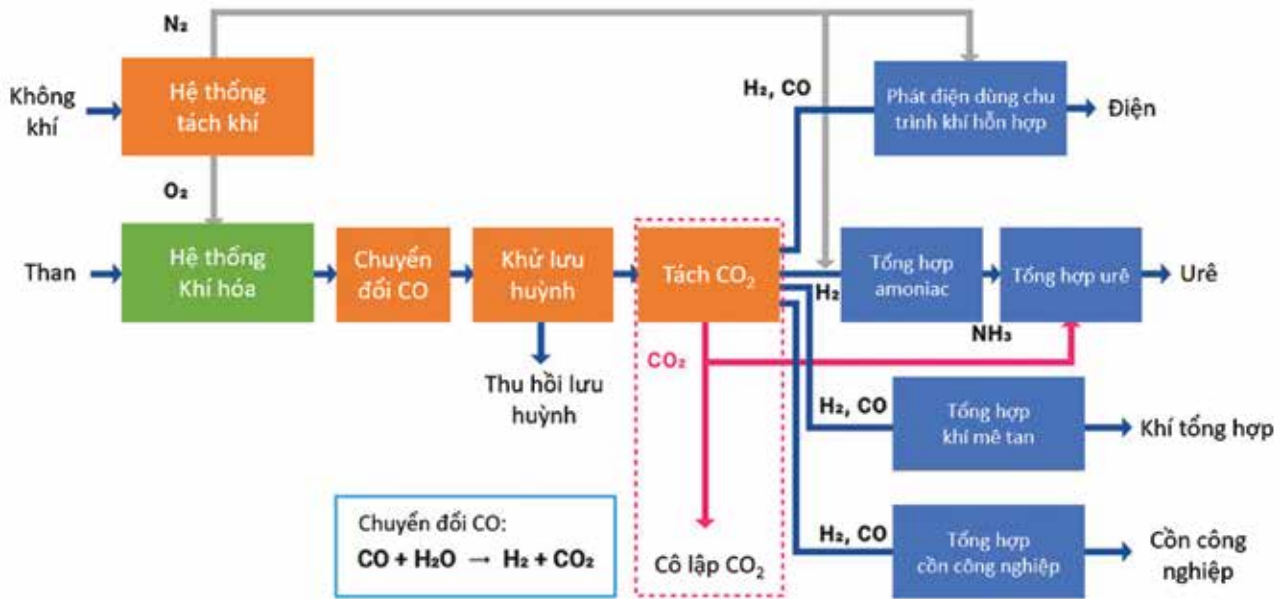 N₂
Không
khí
Hệ thống
tách khí
H₂, CO
Phát điện dùng chu
trình khí hỗn hợp
Điện
O₂
Than
Hệ thống
Khí hóa
Chuyển
đổi CO
Khử lưu
huỳnh
Tách CO₂
H₂
Tổng hợp
amoniac
Tổng hợp urê
Urê
NH₃
CO₂
Thu hồi lưu
huỳnh
H₂, CO
Tổng hợp
khí mê tan
Khí tổng hợp
Chuyển đổi CO:
CO + H₂O → H₂ + CO₂
Cô lập CO₂
H₂, CO
Tổng hợp
cồn công nghiệp
Cồn công
nghiệp